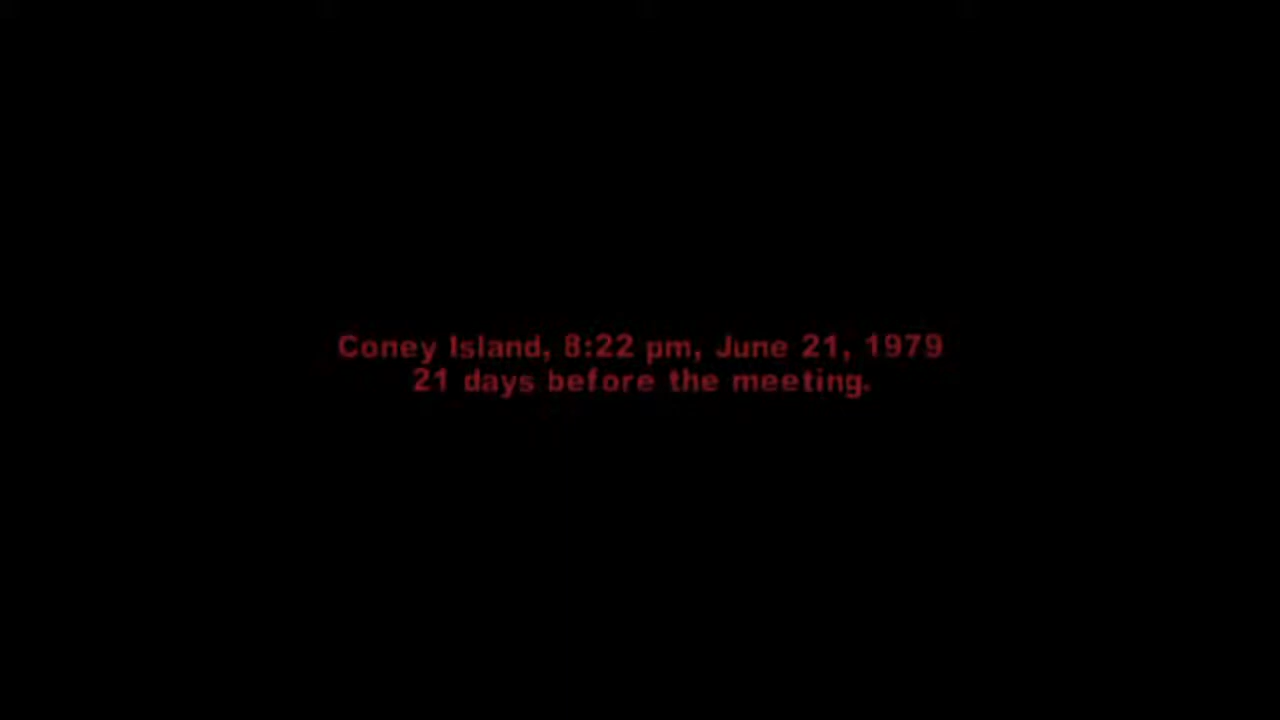 Coney Island, 8:22 pm, June 21, 1979
21 days before the meeting.